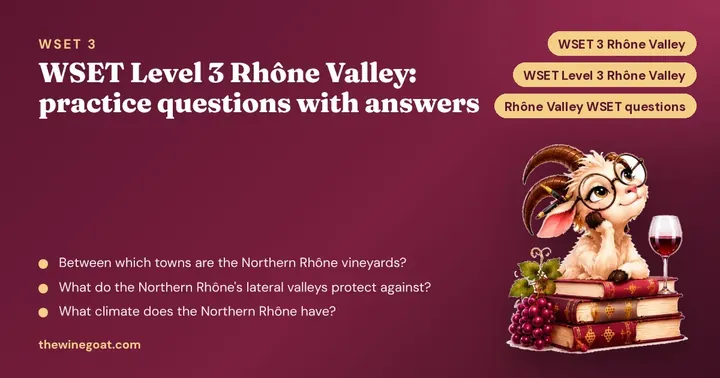 WSET 3
WSET Level 3 Rhône Valley:
practice questions with answers
WSET 3 Rhône Valley
WSET Level 3 Rhône Valley
Rhône Valley WSET questions
Between which towns are the Northern Rhône vineyards?
What do the Northern Rhône's lateral valleys protect against?
What climate does the Northern Rhône have?
thewinegoat.com